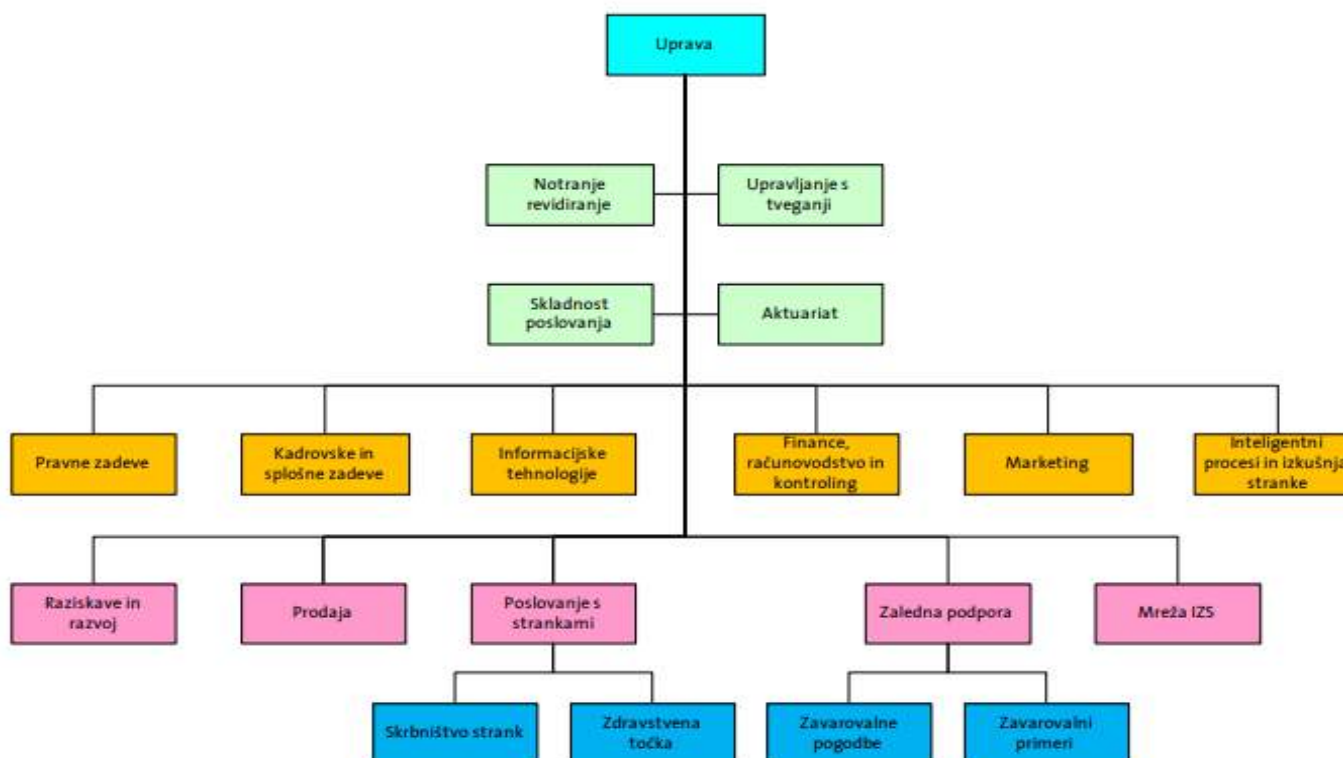 Uprava
Notranje
revidiranje
Upravljanje s
tveganji
Skladnost
poslovanja
Aktuariat
Pravne zadeve
Kadrovske in
splošne zadeve
Informacijske
tehnologije
Finance,
računovodstvo in
kontroling
Marketing
Inteligentni
procesi in izkušnja
stranke
Raziskave in
razvoj
Prodaja
Poslovanje s
strankami
Zaledna podpora
Mreža IZS
Skrbništvo strank
Zdravstvena
točka
Zavarovalne
pogodbe
Zavarovalni
primeri